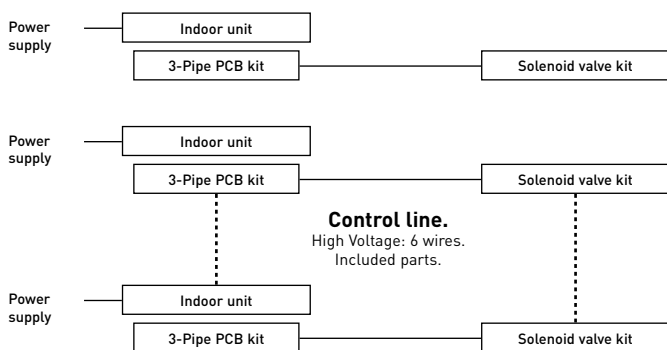 Power
supply
Indoor unit
3-Pipe PCB kit
Solenoid valve kit
Power
supply
Indoor unit
3-Pipe PCB kit
Solenoid valve kit
Control line.
High Voltage: 6 wires.
Included parts.
Power
supply
Indoor unit
3-Pipe PCB kit
Solenoid valve kit